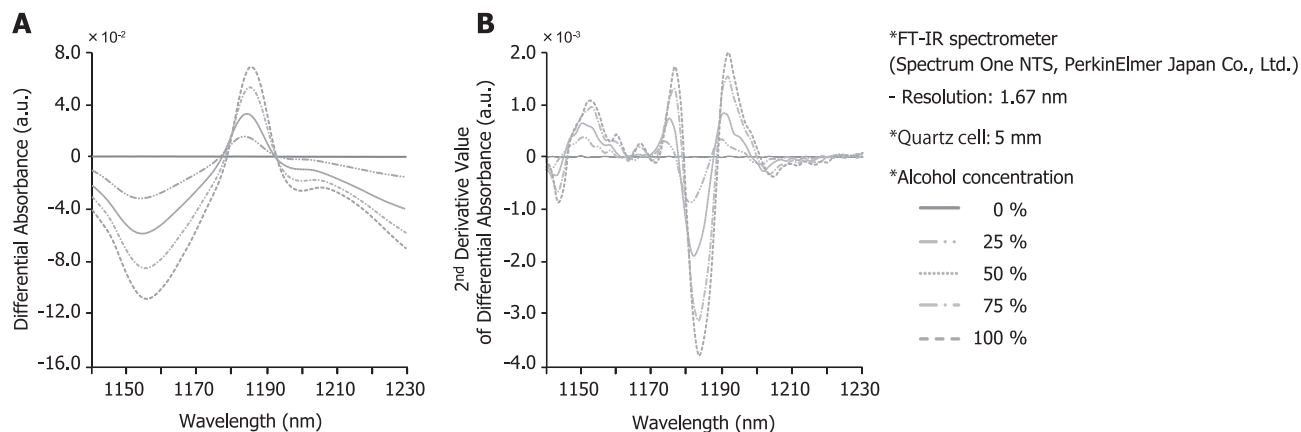 A
× 10⁻²
8.0
4.0
0
-4.0
-8.0
-12.0
-16.0
Differential Absorbance (a.u.)
1150
1170
1190
1210
1230
Wavelength (nm)
B
× 10⁻³
2.0
1.0
0
-1.0
-2.0
-3.0
-4.0
2nd Derivative Value
of Differential Absorbance (a.u.)
1150
1170
1190
1210
1230
Wavelength (nm)
*FT-IR spectrometer
(Spectrum One NTS, PerkinElmer Japan Co., Ltd.)
- Resolution: 1.67 nm
*Quartz cell: 5 mm
*Alcohol concentration
0 %
25 %
50 %
75 %
100 %